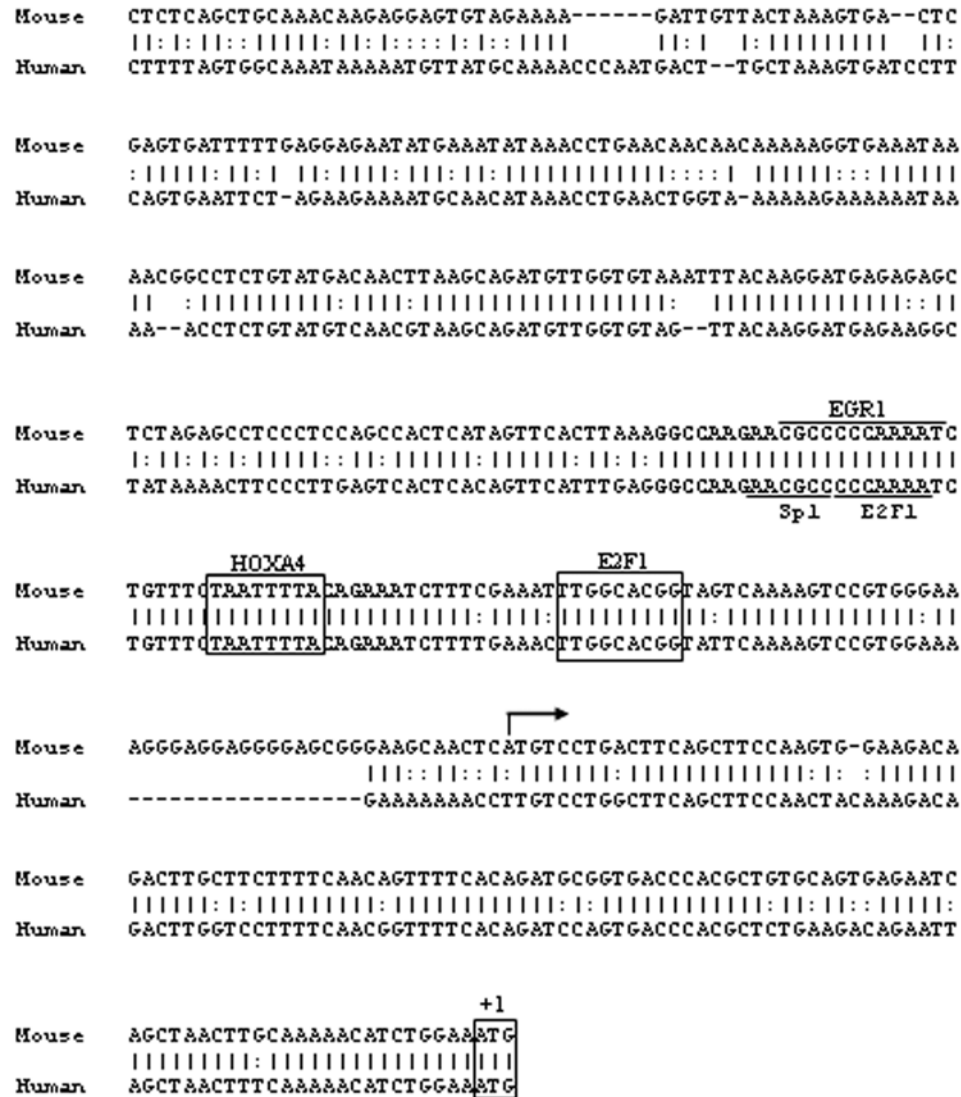 Mouse CTCTCAGCTGCAAACAAGAGGAGTGTAGAAAA------GATTGTTACTAAAGTGA--CTC
||:|:||::|||||:||:|::::|:|::|||| ||:| |:||||||||| ||:
Human CTTTTAGTGGCAAATAAAAATGTTATGCAAAACCCAATGACT--TGCTAAAGTGATCCTT
Mouse GAGTGATTTTTGAGGAGAATATGAAATATAAACCTGAACAACAACAAAAAGGTGAAATAA
:|||||:||:| ||:||||:|||:||:||||||||||||::::| ||||||:::||||||
Human CAGTGAATTCT-AGAAGAAAATGCAACATAAACCTGAACTGGTA-AAAAAGAAAAAATAA
Mouse AACGGCCTCTGTATGACAACTTAAGCAGATGTTGGTGTAAATTTACAAGGATGAGAGAGC
|| :||||||||||:||||:|||||||||||||||||: ||||||||||||||::||
Human AA--ACCTCTGTATGTCAACGTAAGCAGATGTTGGTGTAG--TTACAAGGATGAGAAGGC
EGR1
Mouse TCTAGAGCCTCCCTCCAGCCACTCATAGTTCACTTAAAGGCCAAGAACGCCCCCAAAATC
|:||:|:|:|||||::||:||||||:||||||:|||:||:|:||||||||||||||||||
Human TATAAAACTTCCCTTGAGTCACTCACAGTTCATTTGAGGGCCAAGAACGCCCCCAAAATC
Sp1 E2F1
HOXA4 E2F1
Mouse TGTTTCTAATTTTACAGAAATCTTTCGAAATTTGGCACGGTAGTCAAAAGTCCGTGGGAA
|||||||||||||||||||||||||:||||:||||||||||||:||||||||||||||:||
Human TGTTTCTAATTTTACAGAAATCTTTTGAAACTTGGCACGGTATTCAAAAGTCCGTGGAAA
Mouse AGGGAGGAGGGGAGCGGGAAGCAACTCATGTCCTGACTTCAGCTTCCAAGTG-GAAGACA
|||::||:|:|||||||:|||||||||||||:|: :||||||
Human -----------------GAAAAAAACCTTGTCCTGGCTTCAGCTTCCAACTACAAAGACA
Mouse GACTTGCTTCTTTTCAACAGTTTTCACAGATGCGGTGACCCACGCTGTGCAGTGAGAATC
||||||:|:||||||||||:||||||||||||:|:|||||||||||||:||:||::|||||:
Human GACTTGGTCCTTTTCAACGGTTTTCACAGATCCAGTGACCCACGCTCTGAAGACAGAATT
+1
Mouse AGCTAACTTGCAAAAACATCTGGAAATG
|||||||||:||||||||||||||||||
Human AGCTAACTTTCAAAAACATCTGGAAATG